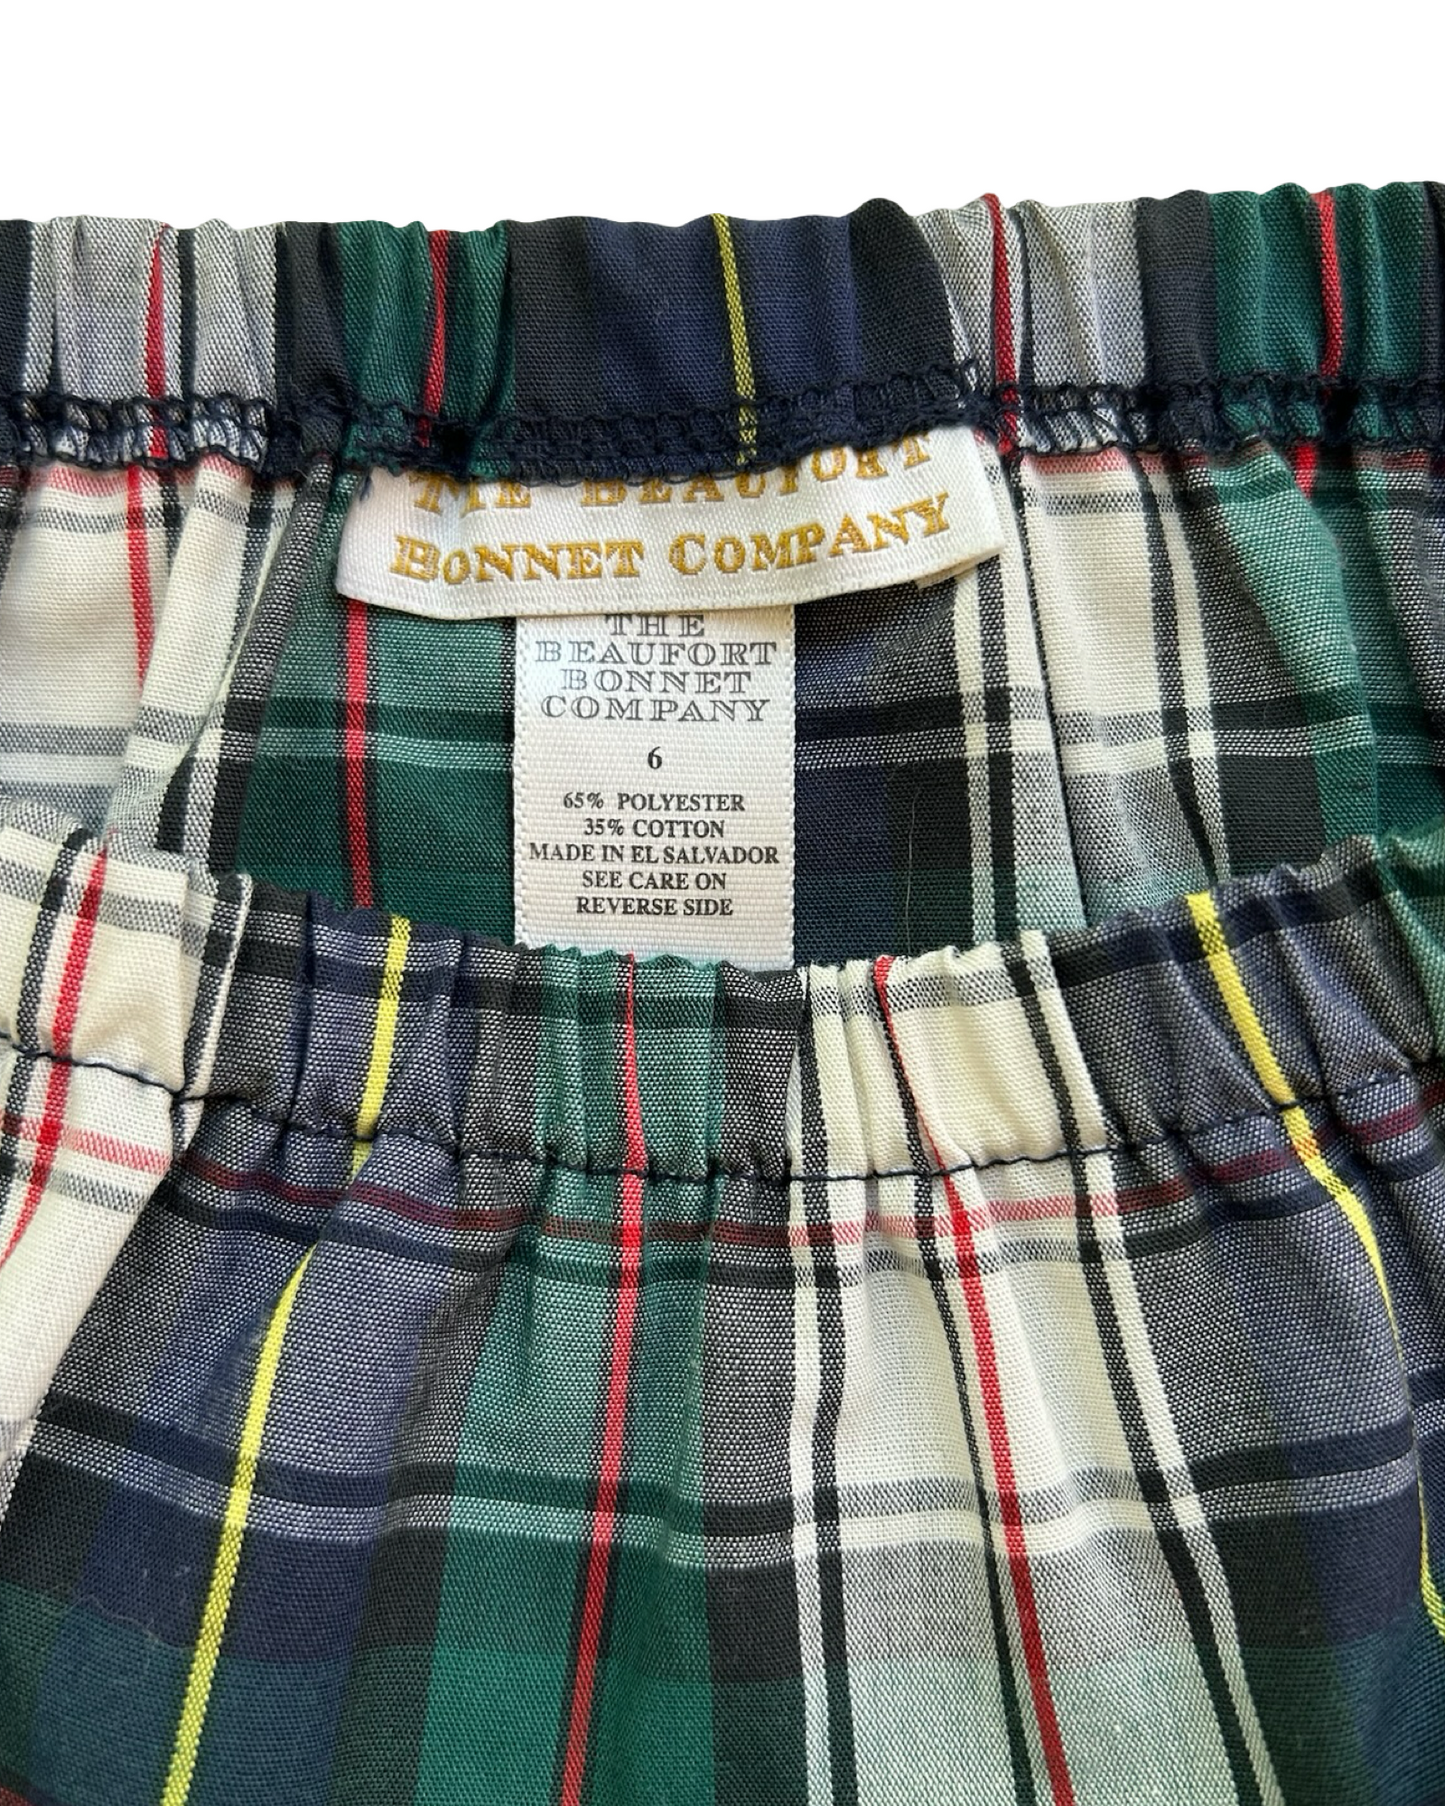 THE BEAUFORT
BONNET COMPANY
THE
BEAUFORT
BONNET
COMPANY
6
65% POLYESTER
35% COTTON
MADE IN EL SALVADOR
SEE CARE ON
REVERSE SIDE